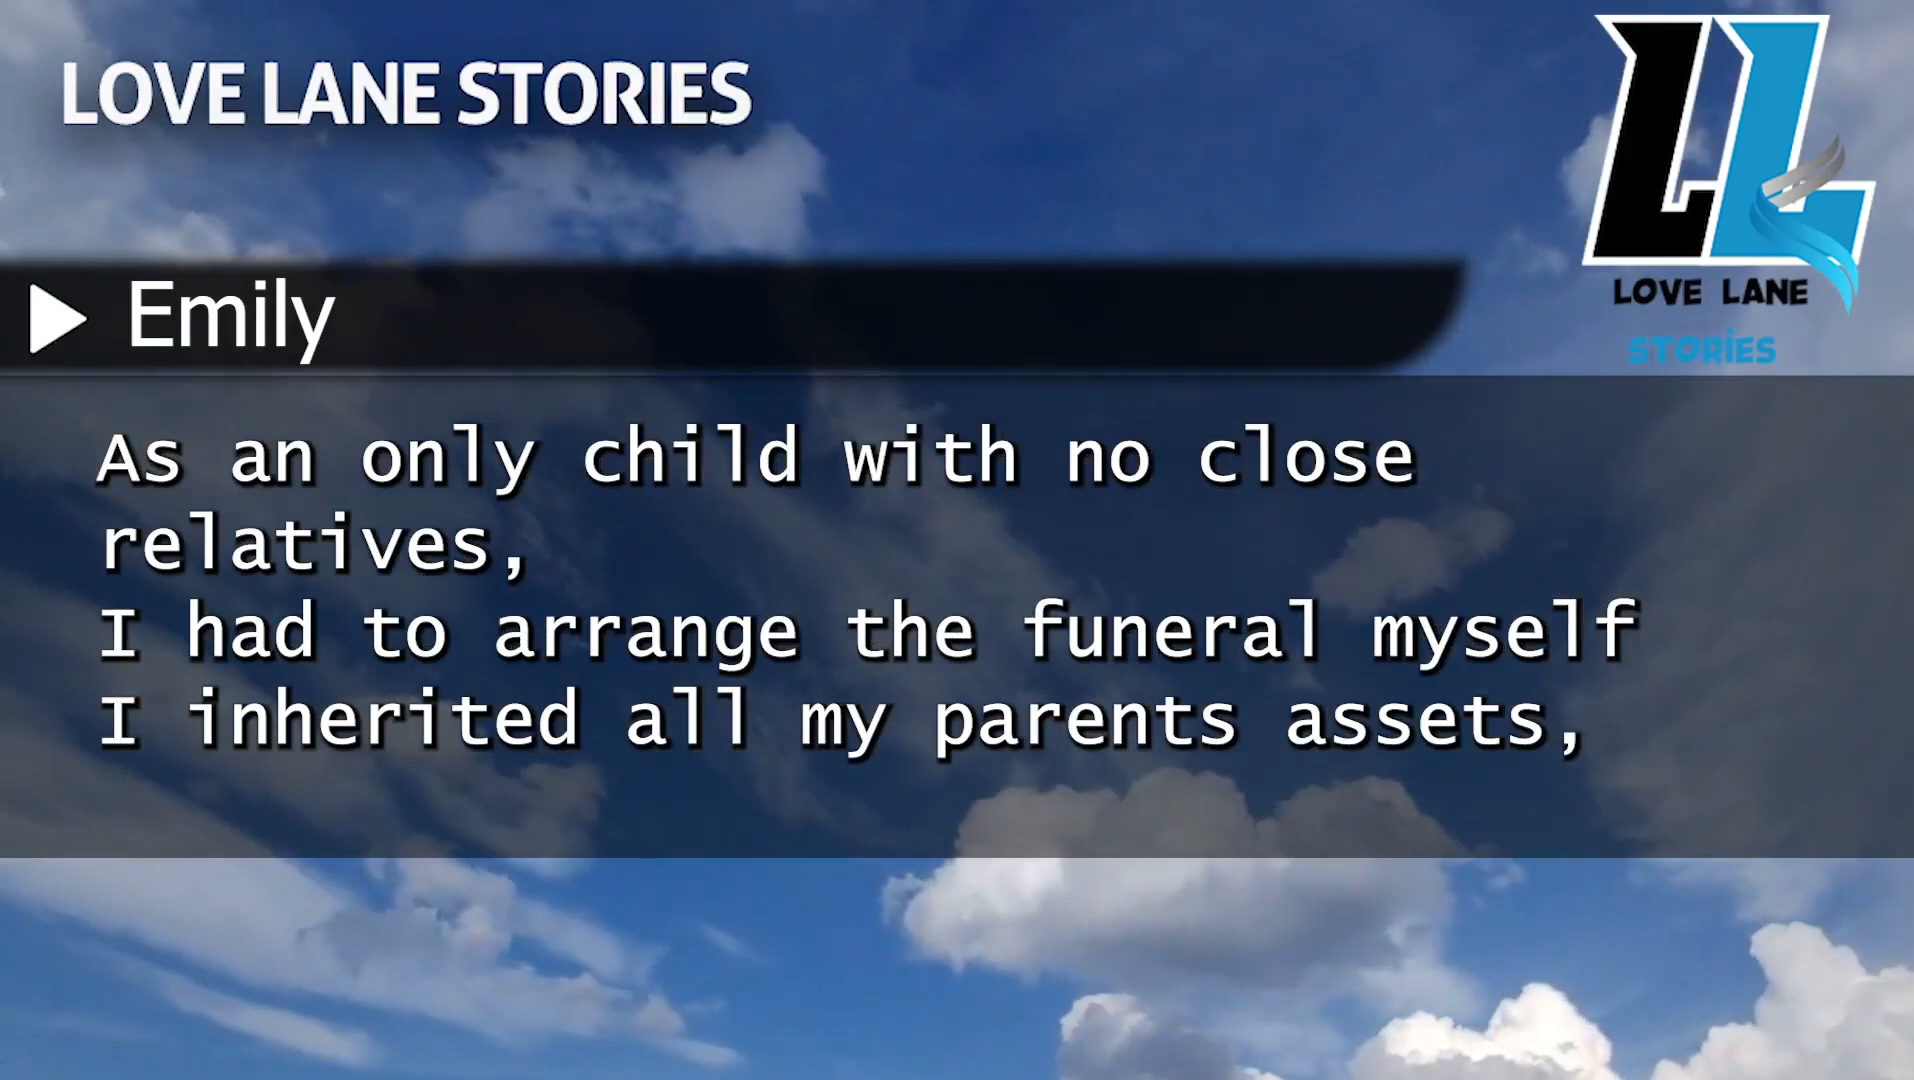 LOVE LANE STORIES
LL
LOVE LANE
STORIES
Emily
As an only child with no close
relatives,
I had to arrange the funeral myself
I inherited all my parents assets,